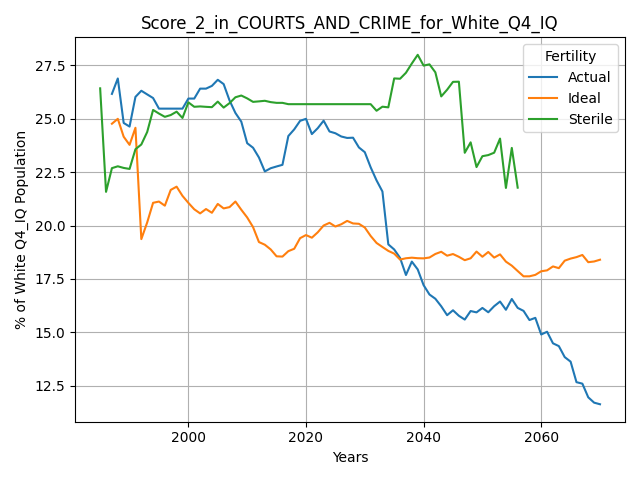 Score_2_in_COURTS_AND_CRIME_for_White_Q4_IQ
Fertility
Actual
Ideal
Sterile
% of White Q4_IQ Population
27.5
25.0
22.5
20.0
17.5
15.0
12.5
2000
2020
2040
2060
Years